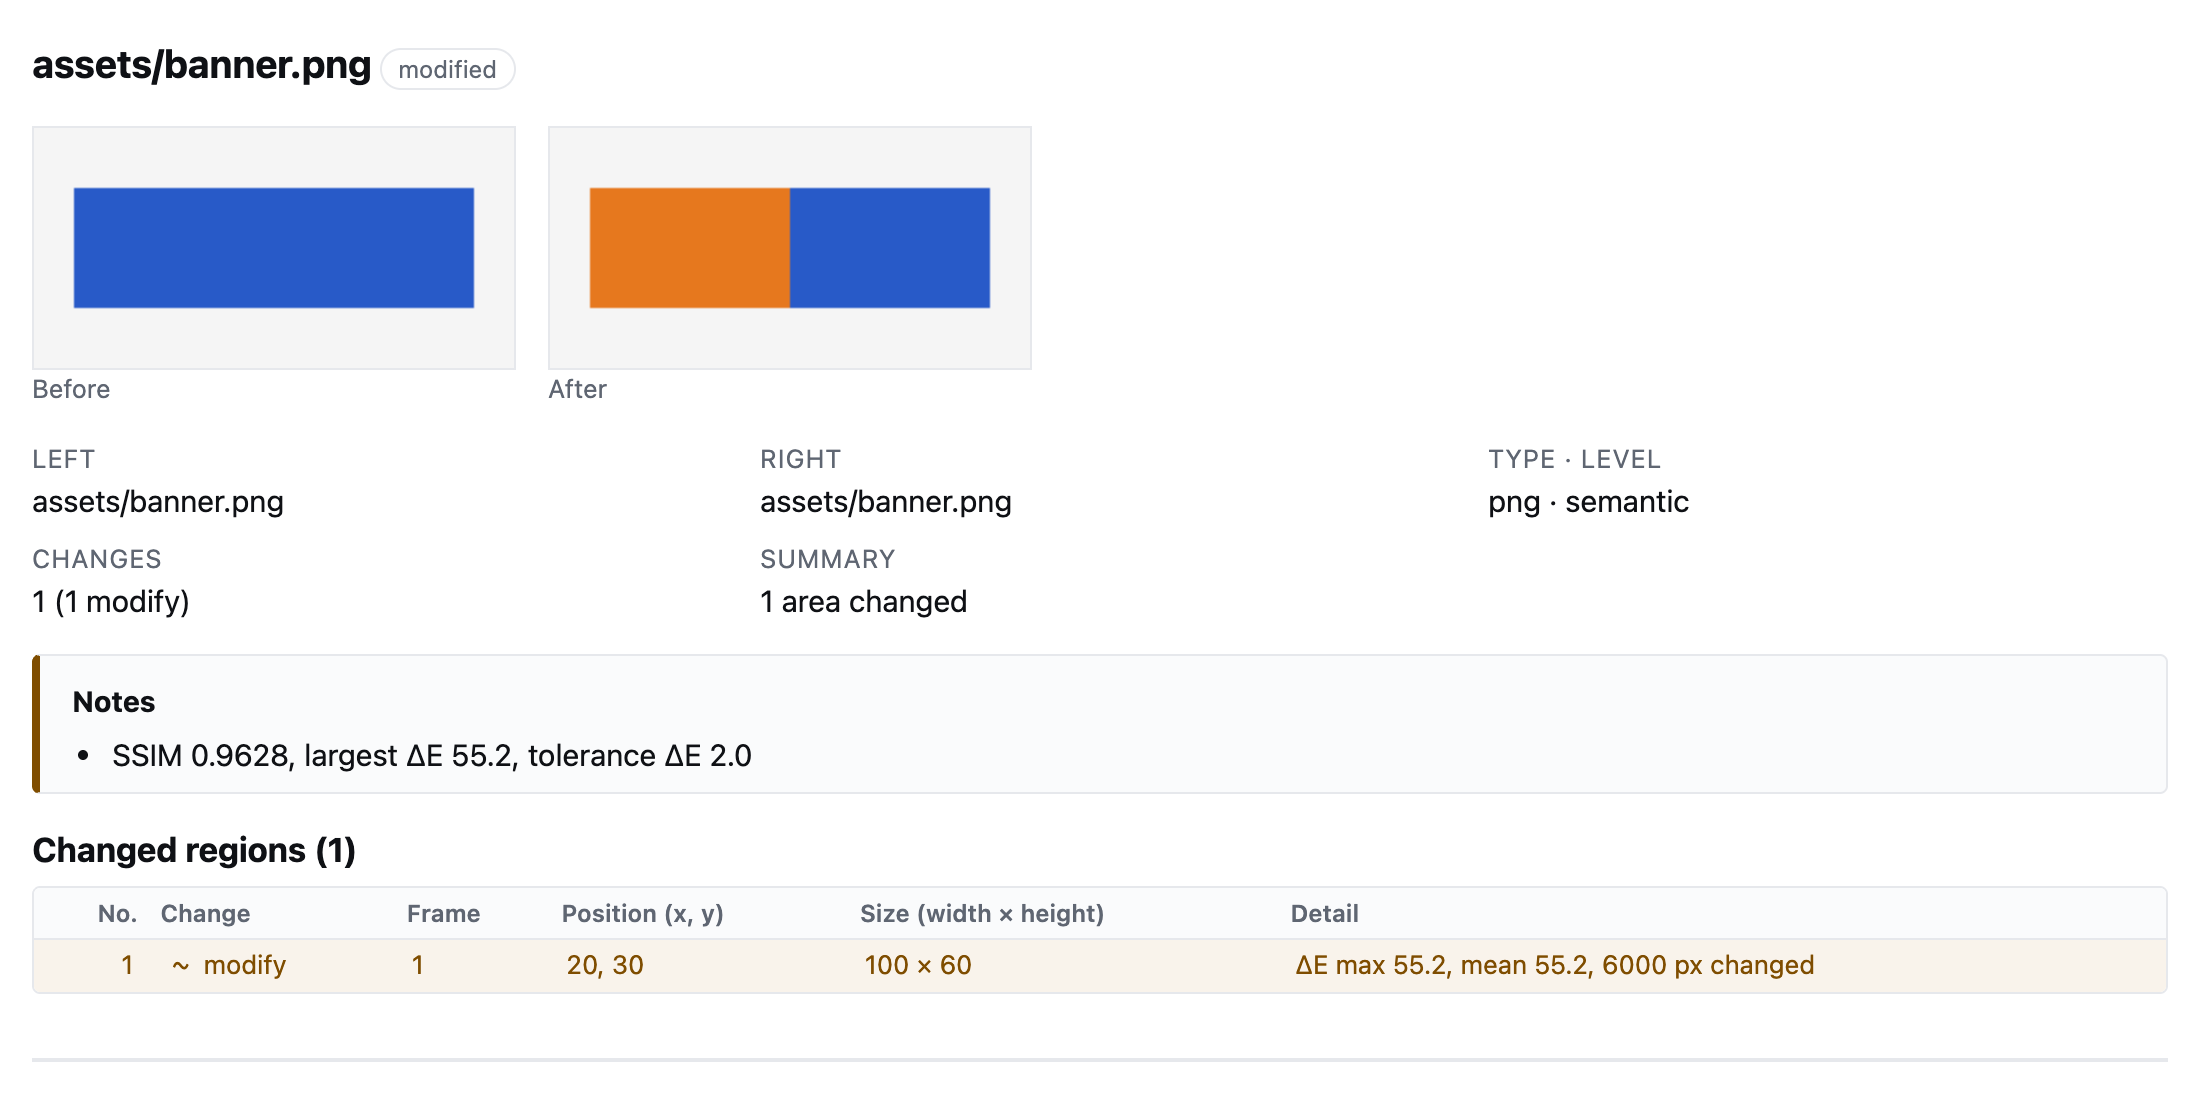 assets/banner.png modified
Before
After
LEFT
RIGHT
TYPE · LEVEL
assets/banner.png
assets/banner.png
png · semantic
CHANGES
SUMMARY
1 (1 modify)
1 area changed
Notes
• SSIM 0.9628, largest ΔE 55.2, tolerance ΔE 2.0
Changed regions (1)
No. Change Frame Position (x, y) Size (width × height) Detail
1 ~ modify 1 20, 30 100 × 60 ΔE max 55.2, mean 55.2, 6000 px changed